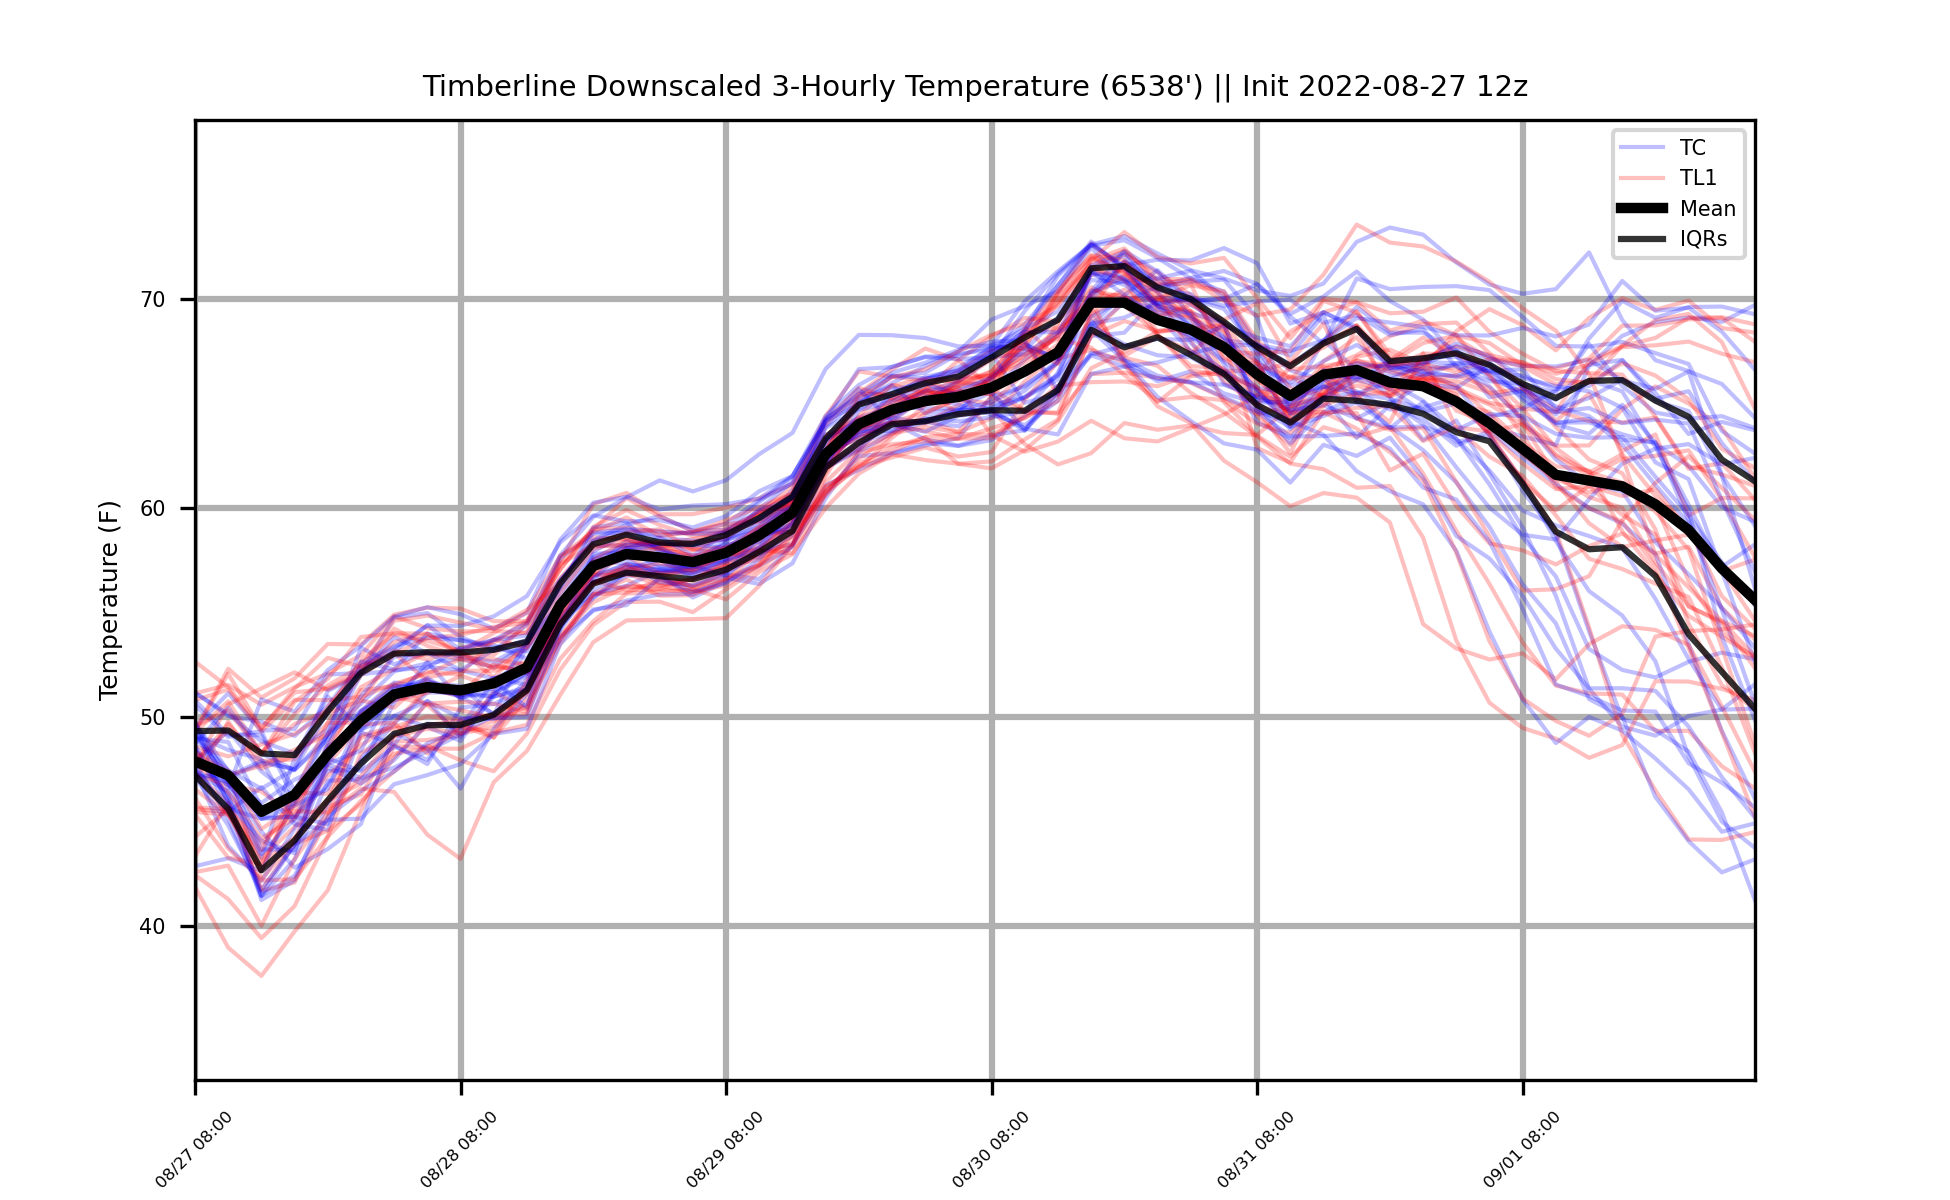 Timberline Downscaled 3-Hourly Temperature (6538') || Init 2022-08-27 12z
TC
TL1
Mean
IQRs
Temperature (F)
70
60
50
40
08/27 08:00
08/28 08:00
08/29 08:00
08/30 08:00
08/31 08:00
09/01 08:00